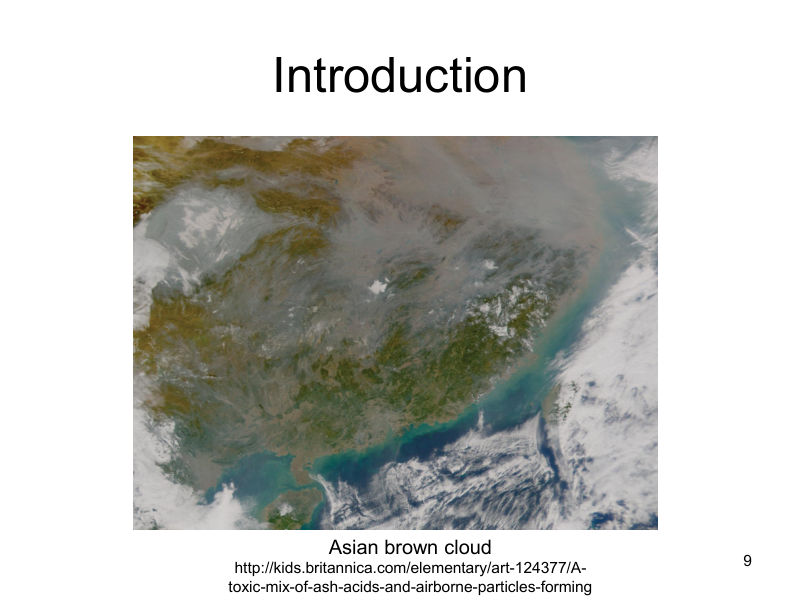 Introduction
Asian brown cloud
http://kids.britannica.com/elementary/art-124377/A-
toxic-mix-of-ash-acids-and-airborne-particles-forming
9